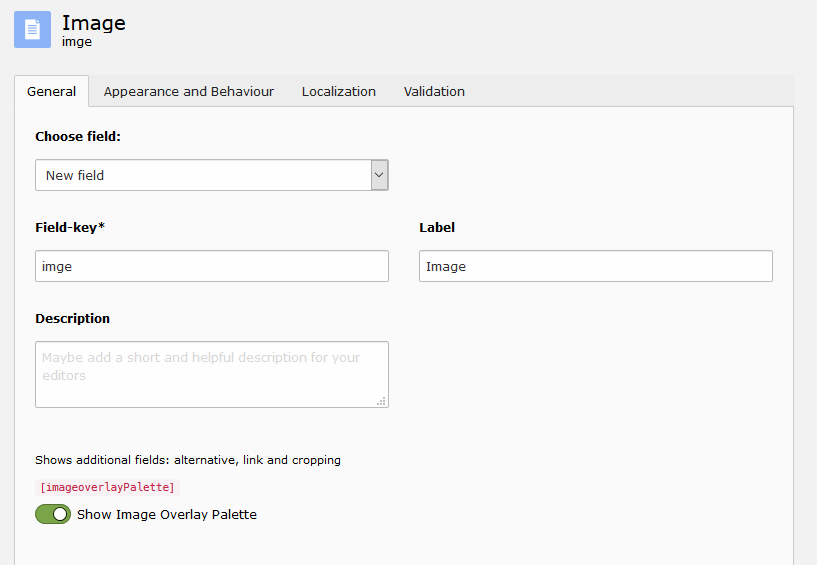 Image
imge
General Appearance and Behaviour Localization Validation
Choose field:
New field
Field-key* Label
imge Image
Description
Maybe add a short and helpful description for your
editors
Shows additional fields: alternative, link and cropping
[imageoverlayPalette]
Show Image Overlay Palette